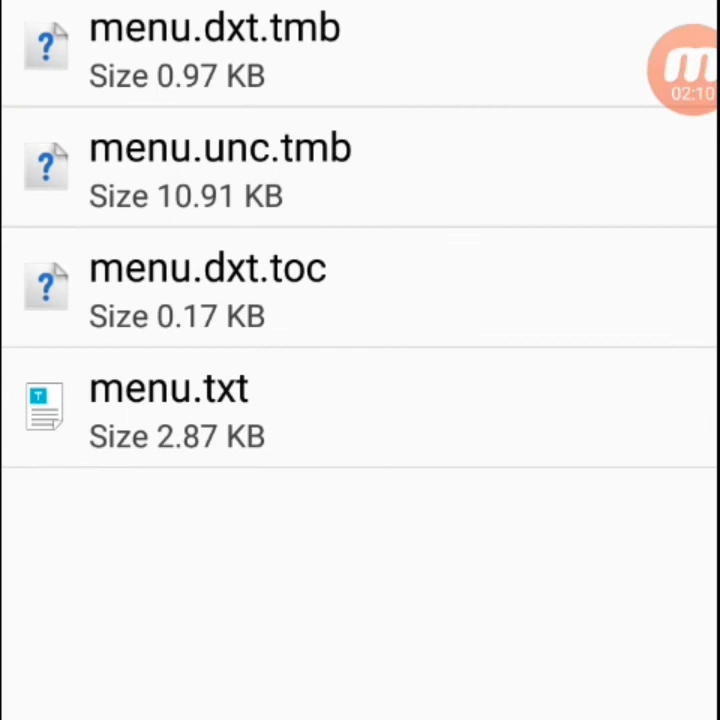 menu.dxt.tmb
Size 0.97 KB
m
02:10
menu.unc.tmb
Size 10.91 KB
menu.dxt.toc
Size 0.17 KB
T
menu.txt
Size 2.87 KB